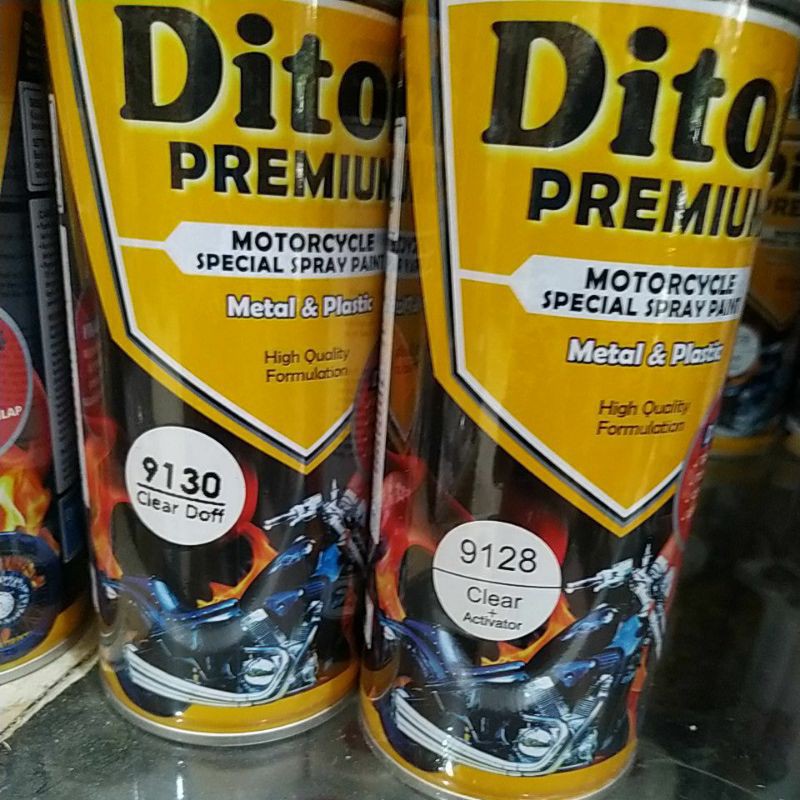 Dito
PREMIUM
MOTORCYCLE
SPECIAL SPRAY PAINT
Metal & Plastic
High Quality
Formulation
9130
Clear Doff
Dito
PREMIUM
MOTORCYCLE
SPECIAL SPRAY PAINT
Metal & Plastic
High Quality
Formulation
9128
Clear
+
Activator
LAP